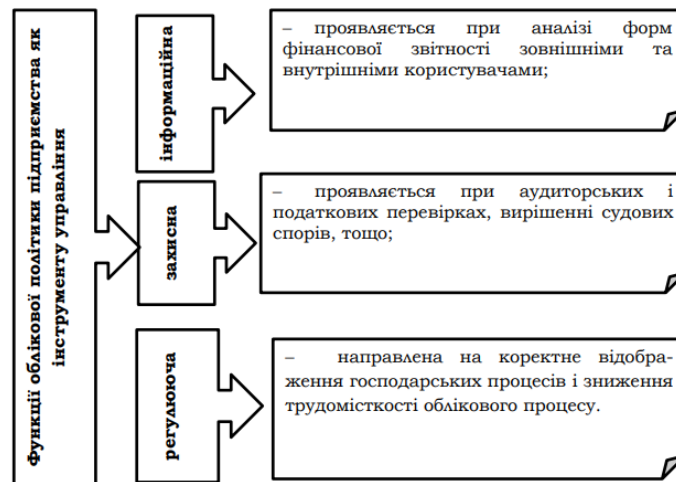 Функції облікової політики підприємства як
інструменту управління
інформаційна
– проявляється при аналізі форм
фінансової звітності зовнішніми та
внутрішніми користувачами;
захисна
– проявляється при аудиторських і
податкових перевірках, вирішенні судових
спорів, тощо;
регулююча
– направлена на коректне відобра-
ження господарських процесів і зниження
трудомісткості облікового процесу.